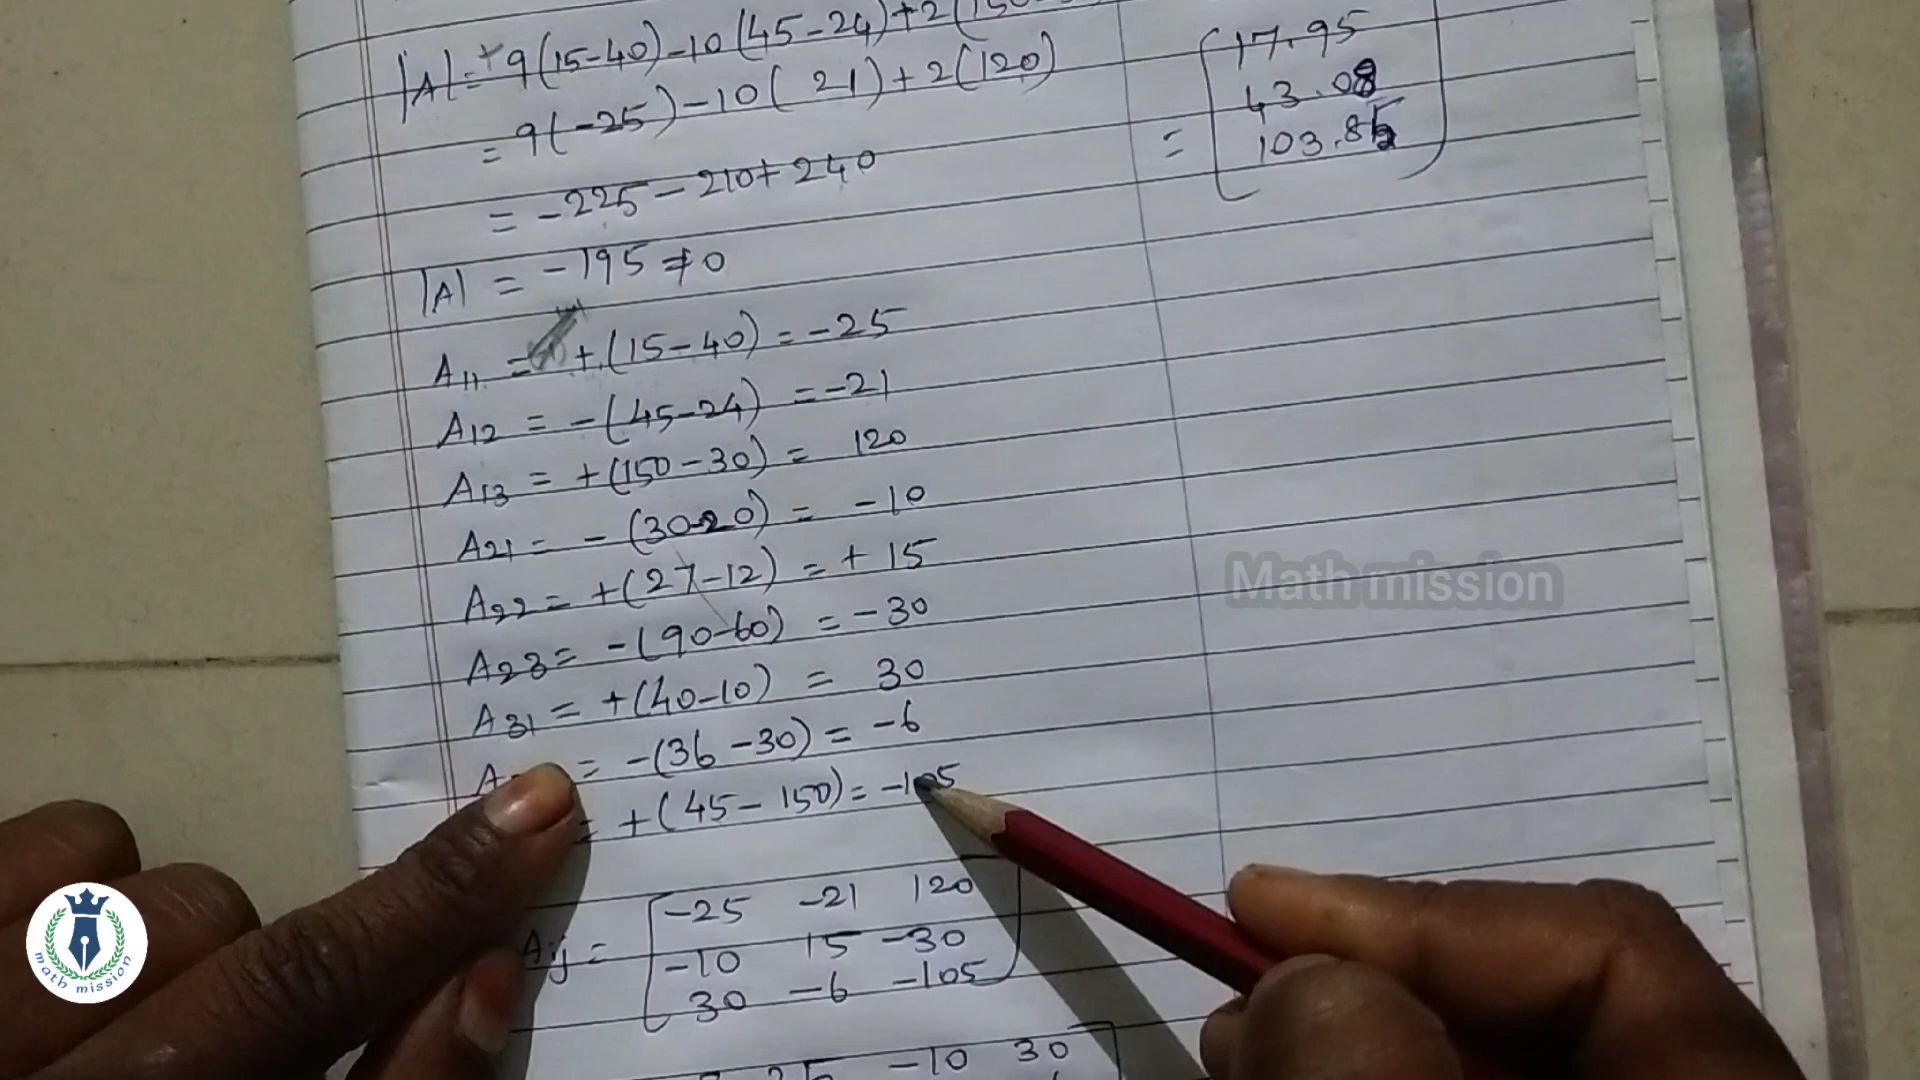 |A| = +9(15-40)-10(45-24)+2(150
= 9(-25)-10( 21)+2(120)
= -225-210+240
|A| = -195≠0
A11 = +(15-40) = -25
A12 = -(45-24) = -21
A13 = +(150-30) = 120
A21 = -(30-20) = -10
A22 = +(27-12) = +15
A23 = -(90-60) = -30
A31 = +(40-10) = 30
A = -(36-30) = -6
= +(45-150) = -105
Aij = [-25 -21 120
-10 15 -30
30 -6 -105]
-10 30
17.95
43.08
= 103.85
Math mission
math mission